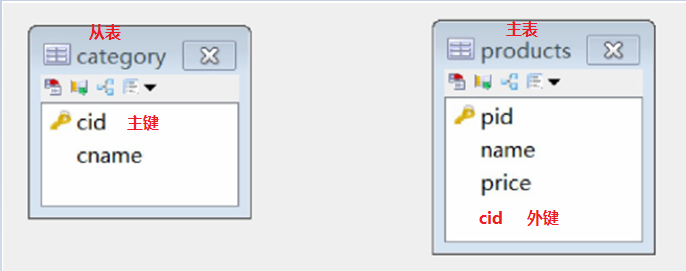 从表
category
cid 主键
cname
主表
products
pid
name
price
cid 外键